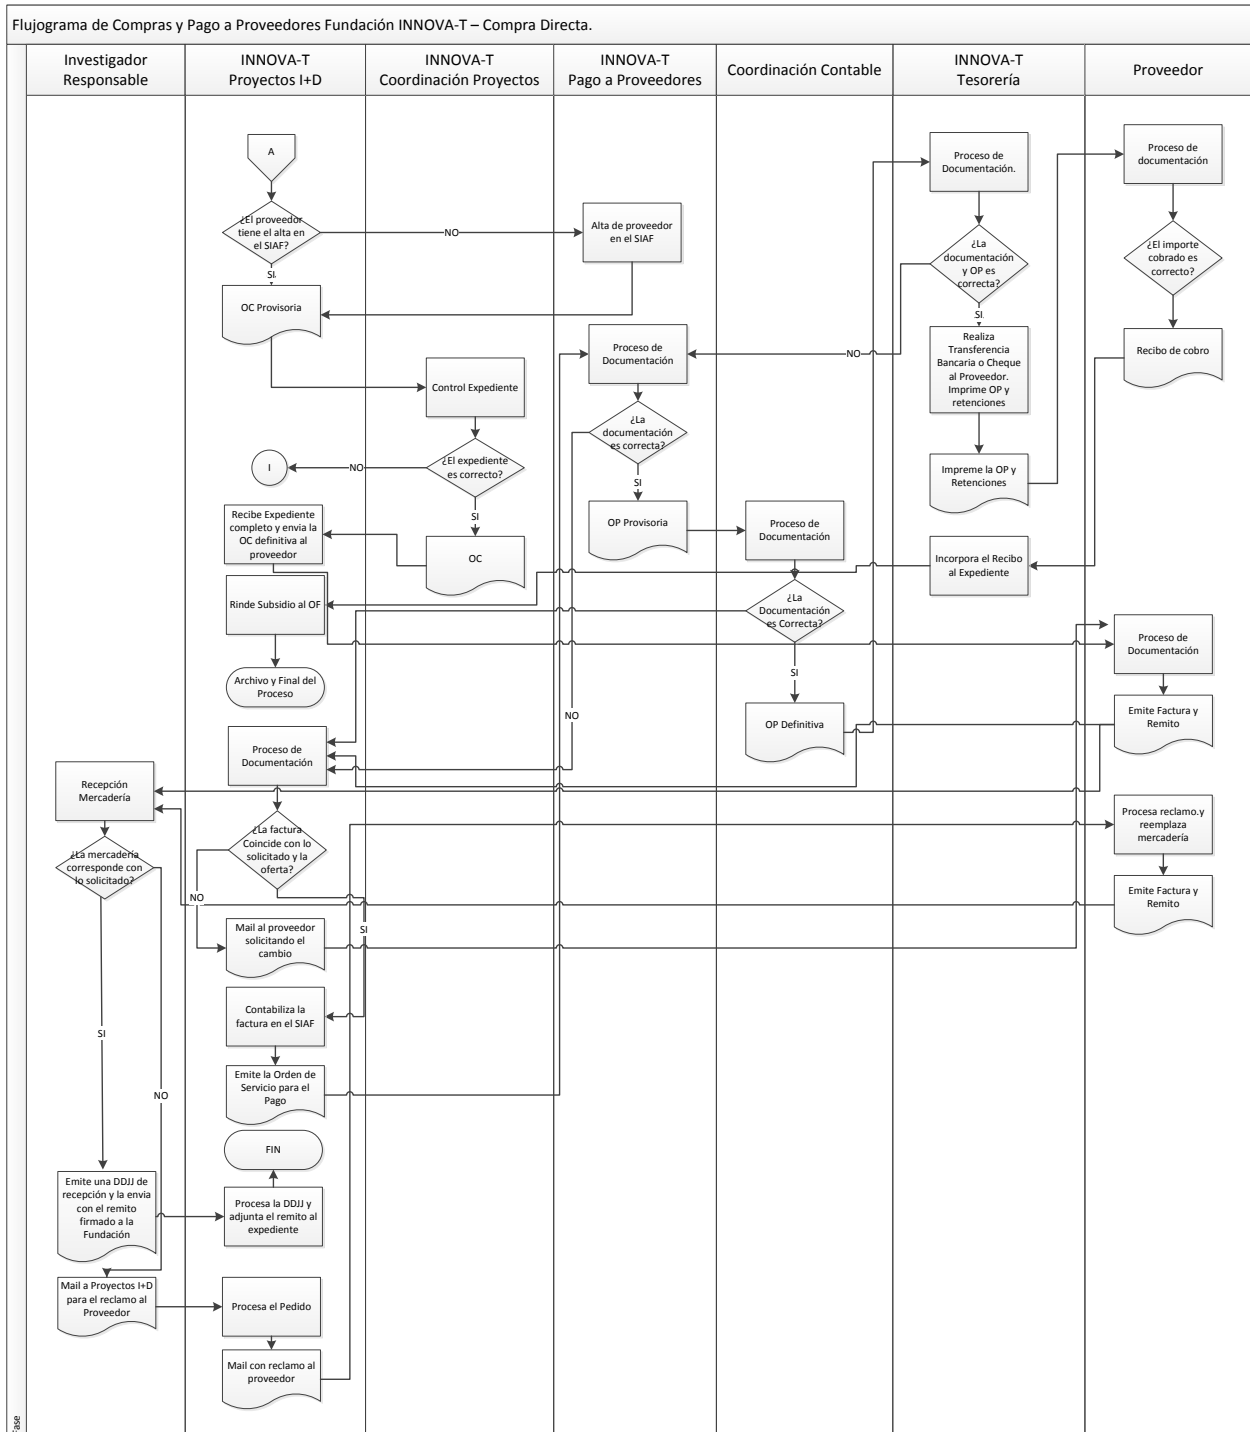 Flujograma de Compras y Pago a Proveedores Fundación INNOVA-T – Compra Directa.
Investigador
Responsable
INNOVA-T
Proyectos I+D
INNOVA-T
Coordinación Proyectos
INNOVA-T
Pago a Proveedores
Coordinación Contable
INNOVA-T
Tesorería
Proveedor
A
¿El proveedor
tiene el alta en
el SIAF?
NO
SI
Alta de proveedor
en el SIAF
OC Provisoria
Control Expediente
¿El expediente
es correcto?
NO
I
SI
OC
Recibe Expediente
completo y envia la
OC definitiva al
proveedor
Rinde Subsidio al OF
Archivo y Final del
Proceso
Proceso de
Documentación
¿La
documentación
es correcta?
SI
NO
OP Provisoria
Proceso de
Documentación
¿La
Documentación
es Correcta?
SI
OP Definitiva
Proceso de
Documentación.
¿La
documentación
y OP es
correcta?
NO
SI
Realiza
Transferencia
Bancaria o Cheque
al Proveedor.
Imprime OP y
retenciones
Impreme la OP y
Retenciones
Incorpora el Recibo
al Expediente
Proceso de
documentación
¿El importe
cobrado es
correcto?
Recibo de cobro
Proceso de
Documentación
Emite Factura y
Remito
Procesa reclamo.y
reemplaza
mercadería
Emite Factura y
Remito
Proceso de
Documentación
¿La factura
Coincide con lo
solicitado y la
oferta?
NO
SI
Mail al proveedor
solicitando el
cambio
Contabiliza la
factura en el SIAF
Emite la Orden de
Servicio para el
Pago
FIN
Procesa la DDJJ y
adjunta el remito al
expediente
Recepción
Mercadería
¿La mercadería
corresponde con
lo solicitado?
SI
NO
Emite una DDJJ de
recepción y la envia
con el remito
firmado a la
Fundación
Mail a Proyectos I+D
para el reclamo al
Proveedor
Procesa el Pedido
Mail con reclamo al
proveedor
Fase